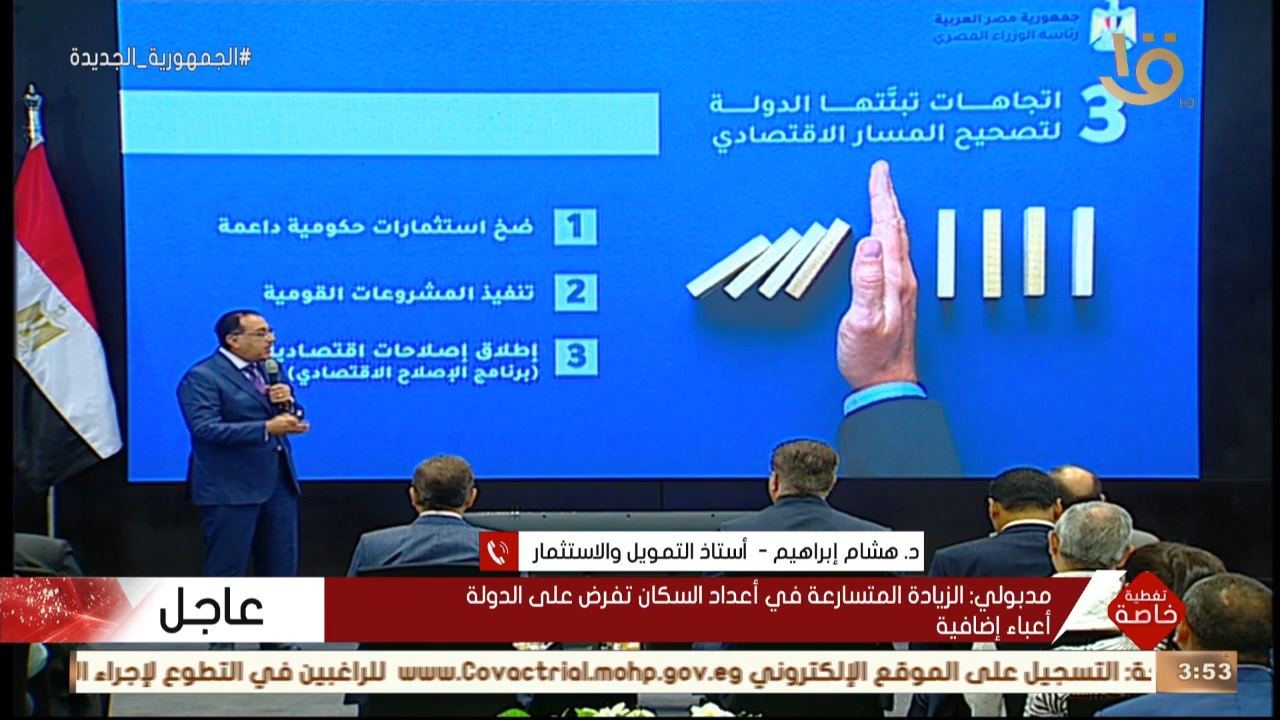 #الجمهورية_الجديدة
جمهورية مصر العربية
رئاسة الوزراء المصري
HD
3 اتجاهات تبنَّتها الدولة
لتصحيح المسار الاقتصادي
1 ضخ استثمارات حكومية داعمة
2 تنفيذ المشروعات القومية
3 إطلاق إصلاحات
(برنامج الإصلاح الاقتصادي)
د. هشام إبراهيم - أستاذ التمويل والاستثمار
تغطية
خاصة
مدبولي: الزيادة المتسارعة في أعداد السكان تفرض على الدولة
أعباء إضافية
عاجل
3:53
التسجيل على الموقع الإلكتروني www.Covactrial.mohp.gov.eg للراغبين في التطوع لإجراء